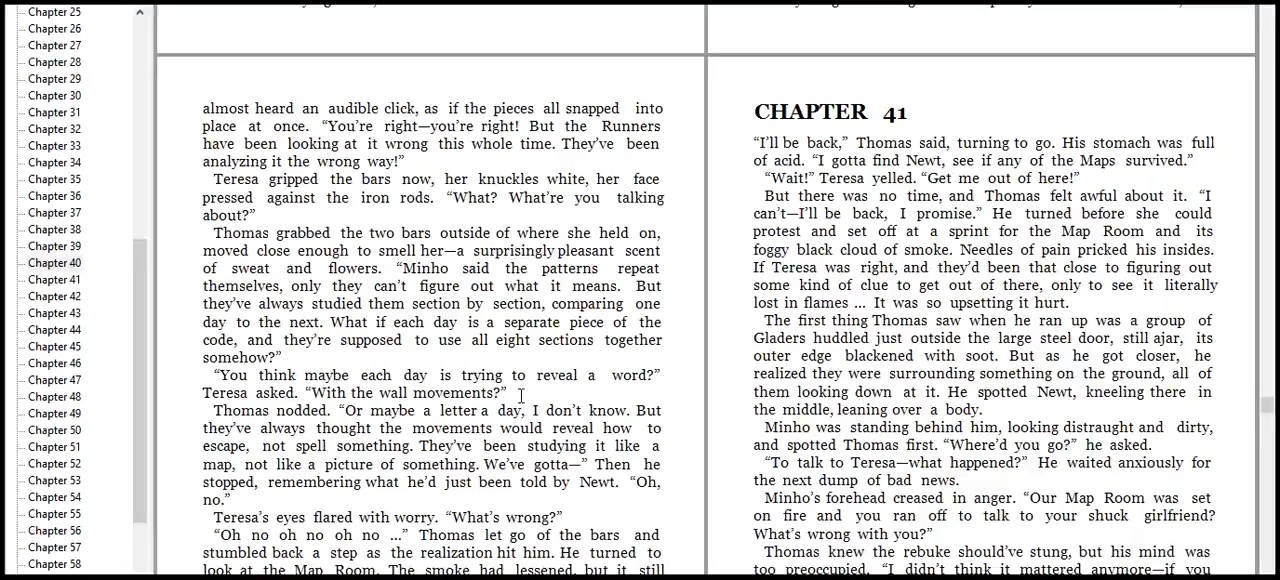 Chapter 25
Chapter 26
Chapter 27
Chapter 28
Chapter 29
Chapter 30
Chapter 31
Chapter 32
Chapter 33
Chapter 34
Chapter 35
Chapter 36
Chapter 37
Chapter 38
Chapter 39
Chapter 40
Chapter 41
Chapter 42
Chapter 43
Chapter 44
Chapter 45
Chapter 46
Chapter 47
Chapter 48
Chapter 49
Chapter 50
Chapter 51
Chapter 52
Chapter 53
Chapter 54
Chapter 55
Chapter 56
Chapter 57
Chapter 58
almost heard an audible click, as if the pieces all snapped into
place at once. “You’re right—you’re right! But the Runners
have been looking at it wrong this whole time. They’ve been
analyzing it the wrong way!”
Teresa gripped the bars now, her knuckles white, her face
pressed against the iron rods. “What? What’re you talking
about?”
Thomas grabbed the two bars outside of where she held on,
moved close enough to smell her—a surprisingly pleasant scent
of sweat and flowers. “Minho said the patterns repeat
themselves, only they can’t figure out what it means. But
they’ve always studied them section by section, comparing one
day to the next. What if each day is a separate piece of the
code, and they’re supposed to use all eight sections together
somehow?”
“You think maybe each day is trying to reveal a word?”
Teresa asked. “With the wall movements?”
Thomas nodded. “Or maybe a letter a day, I don’t know. But
they’ve always thought the movements would reveal how to
escape, not spell something. They’ve been studying it like a
map, not like a picture of something. We’ve gotta—” Then he
stopped, remembering what he’d just been told by Newt. “Oh,
no.”
Teresa’s eyes flared with worry. “What’s wrong?”
“Oh no oh no oh no ...” Thomas let go of the bars and
stumbled back a step as the realization hit him. He turned to
look at the Map Room. The smoke had lessened, but it still
CHAPTER 41
“I’ll be back,” Thomas said, turning to go. His stomach was full
of acid. “I gotta find Newt, see if any of the Maps survived.”
“Wait!” Teresa yelled. “Get me out of here!”
But there was no time, and Thomas felt awful about it. “I
can’t—I’ll be back, I promise.” He turned before she could
protest and set off at a sprint for the Map Room and its
foggy black cloud of smoke. Needles of pain pricked his insides.
If Teresa was right, and they’d been that close to figuring out
some kind of clue to get out of there, only to see it literally
lost in flames ... It was so upsetting it hurt.
The first thing Thomas saw when he ran up was a group of
Gladers huddled just outside the large steel door, still ajar, its
outer edge blackened with soot. But as he got closer, he
realized they were surrounding something on the ground, all of
them looking down at it. He spotted Newt, kneeling there in
the middle, leaning over a body.
Minho was standing behind him, looking distraught and dirty,
and spotted Thomas first. “Where’d you go?” he asked.
“To talk to Teresa—what happened?” He waited anxiously for
the next dump of bad news.
Minho’s forehead creased in anger. “Our Map Room was set
on fire and you ran off to talk to your shuck girlfriend?
What’s wrong with you?”
Thomas knew the rebuke should’ve stung, but his mind was
too preoccupied. “I didn’t think it mattered anymore—if you